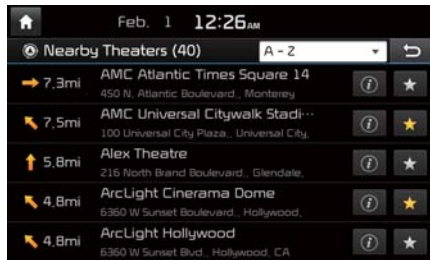 Feb. 1 12:26AM
Nearby Theaters (40) A - Z
7,3mi AMC Atlantic Times Square 14
450 N. Atlantic Boulevard., Monterey
7,5mi AMC Universal Citywalk Stadi···
100 Universal City Plaza., Universal City,
5,8mi Alex Theatre
216 North Brand Boulevard., Glendale,
4,8mi ArcLight Cinerama Dome
6360 W Sunset Boulevard., Hollywood,
4,8mi ArcLight Hollywood
6360 W Sunset Blvd., Hollywood, CA